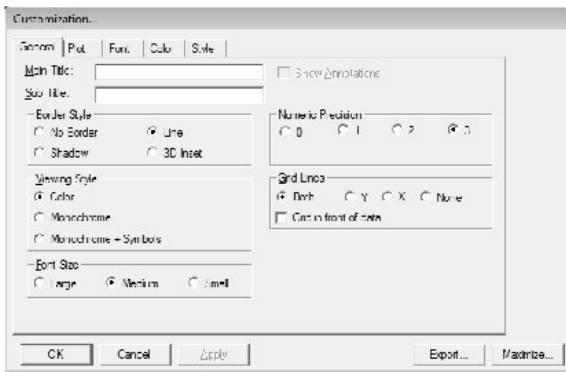 Customization...
General Plot Font Color Style
Main Title:
Show Annotations
Sub Title:
Border Style
No Border Line
Shadow 3D Inset
Numeric Precision
0 1 2 3
Viewing Style
Color
Monochrome
Monochrome + Symbols
Grid Lines
Both Y X None
Grid in front of data
Font Size
Large Medium Small
OK Cancel Apply Export... Maximize...